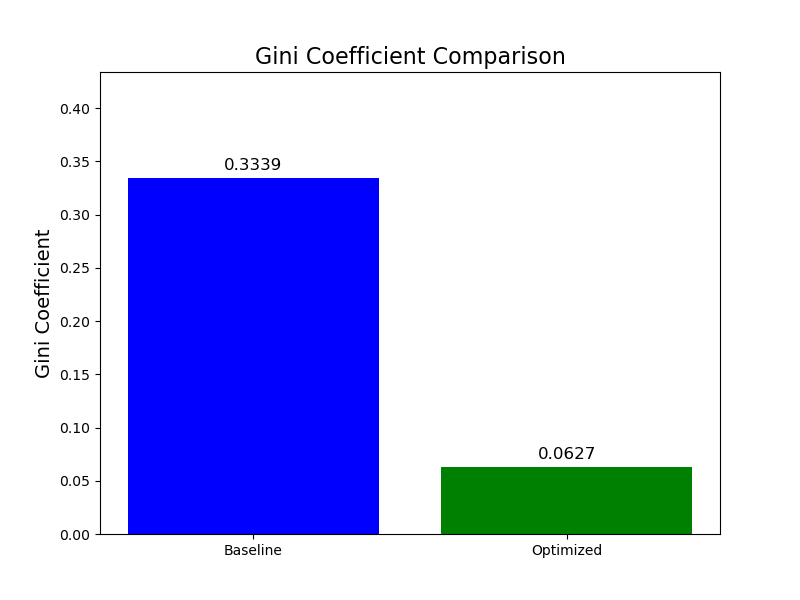 Gini Coefficient Comparison
Gini Coefficient
0.40
0.35
0.30
0.25
0.20
0.15
0.10
0.05
0.00
0.3339
0.0627
Baseline
Optimized